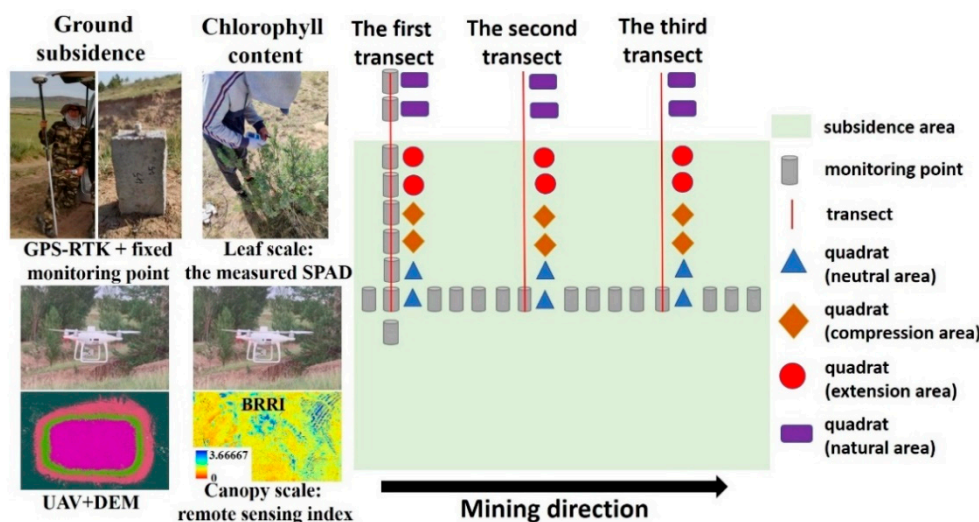 Ground
subsidence
Chlorophyll
content
GPS-RTK + fixed
monitoring point
Leaf scale:
the measured SPAD
BRRI
3.66667
0
UAV+DEM
Canopy scale:
remote sensing index
The first
transect
The second
transect
The third
transect
Mining direction
subsidence area
monitoring point
transect
quadrat
(neutral area)
quadrat
(compression area)
quadrat
(extension area)
quadrat
(natural area)